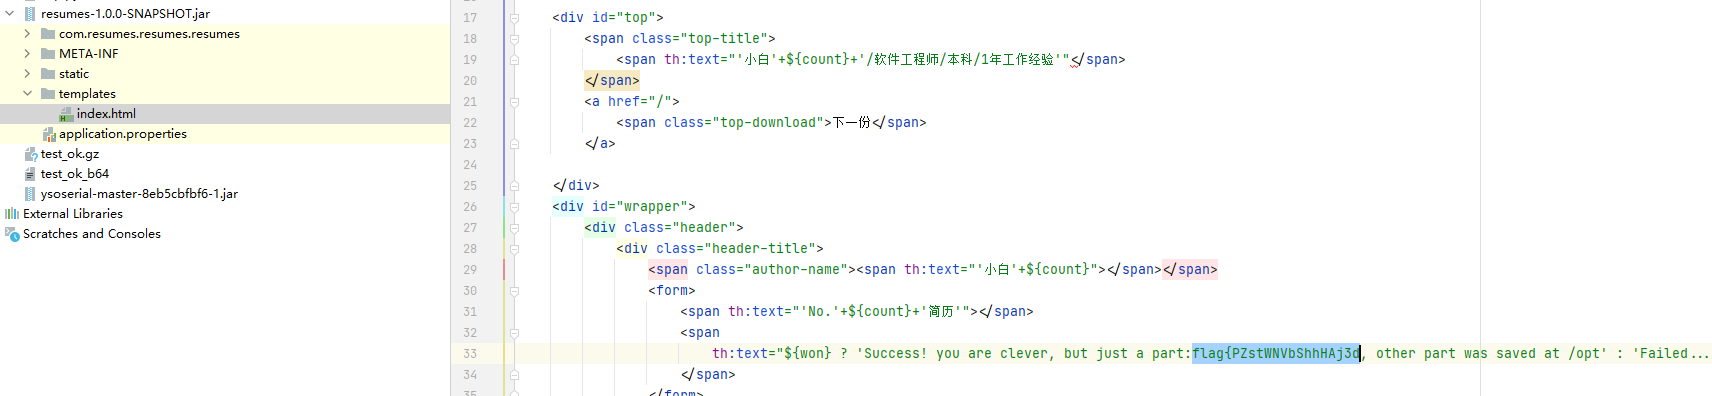 resumes-1.0.0-SNAPSHOT.jar
com.resumes.resumes.resumes
META-INF
static
templates
index.html
application.properties
test_ok.gz
test_ok_b64
ysoserial-master-8eb5cbfbf6-1.jar
External Libraries
Scratches and Consoles
17 <div id="top">
18 <span class="top-title">
19 <span th:text="'小白'+${count}+'/软件工程师/本科/1年工作经验'"</span>
20 </span>
21 <a href="/">
22 <span class="top-download">下一份</span>
23 </a>
24
25 </div>
26 <div id="wrapper">
27 <div class="header">
28 <div class="header-title">
29 <span class="author-name"><span th:text="'小白'+${count}"></span></span>
30 <form>
31 <span th:text="'No.'+${count}+'简历'"></span>
32 <span
33 th:text="${won} ? 'Success! you are clever, but just a part:flag{PZstWNVbShhHAj3d, other part was saved at /opt' : 'Failed...
34 </span>
35 </form>